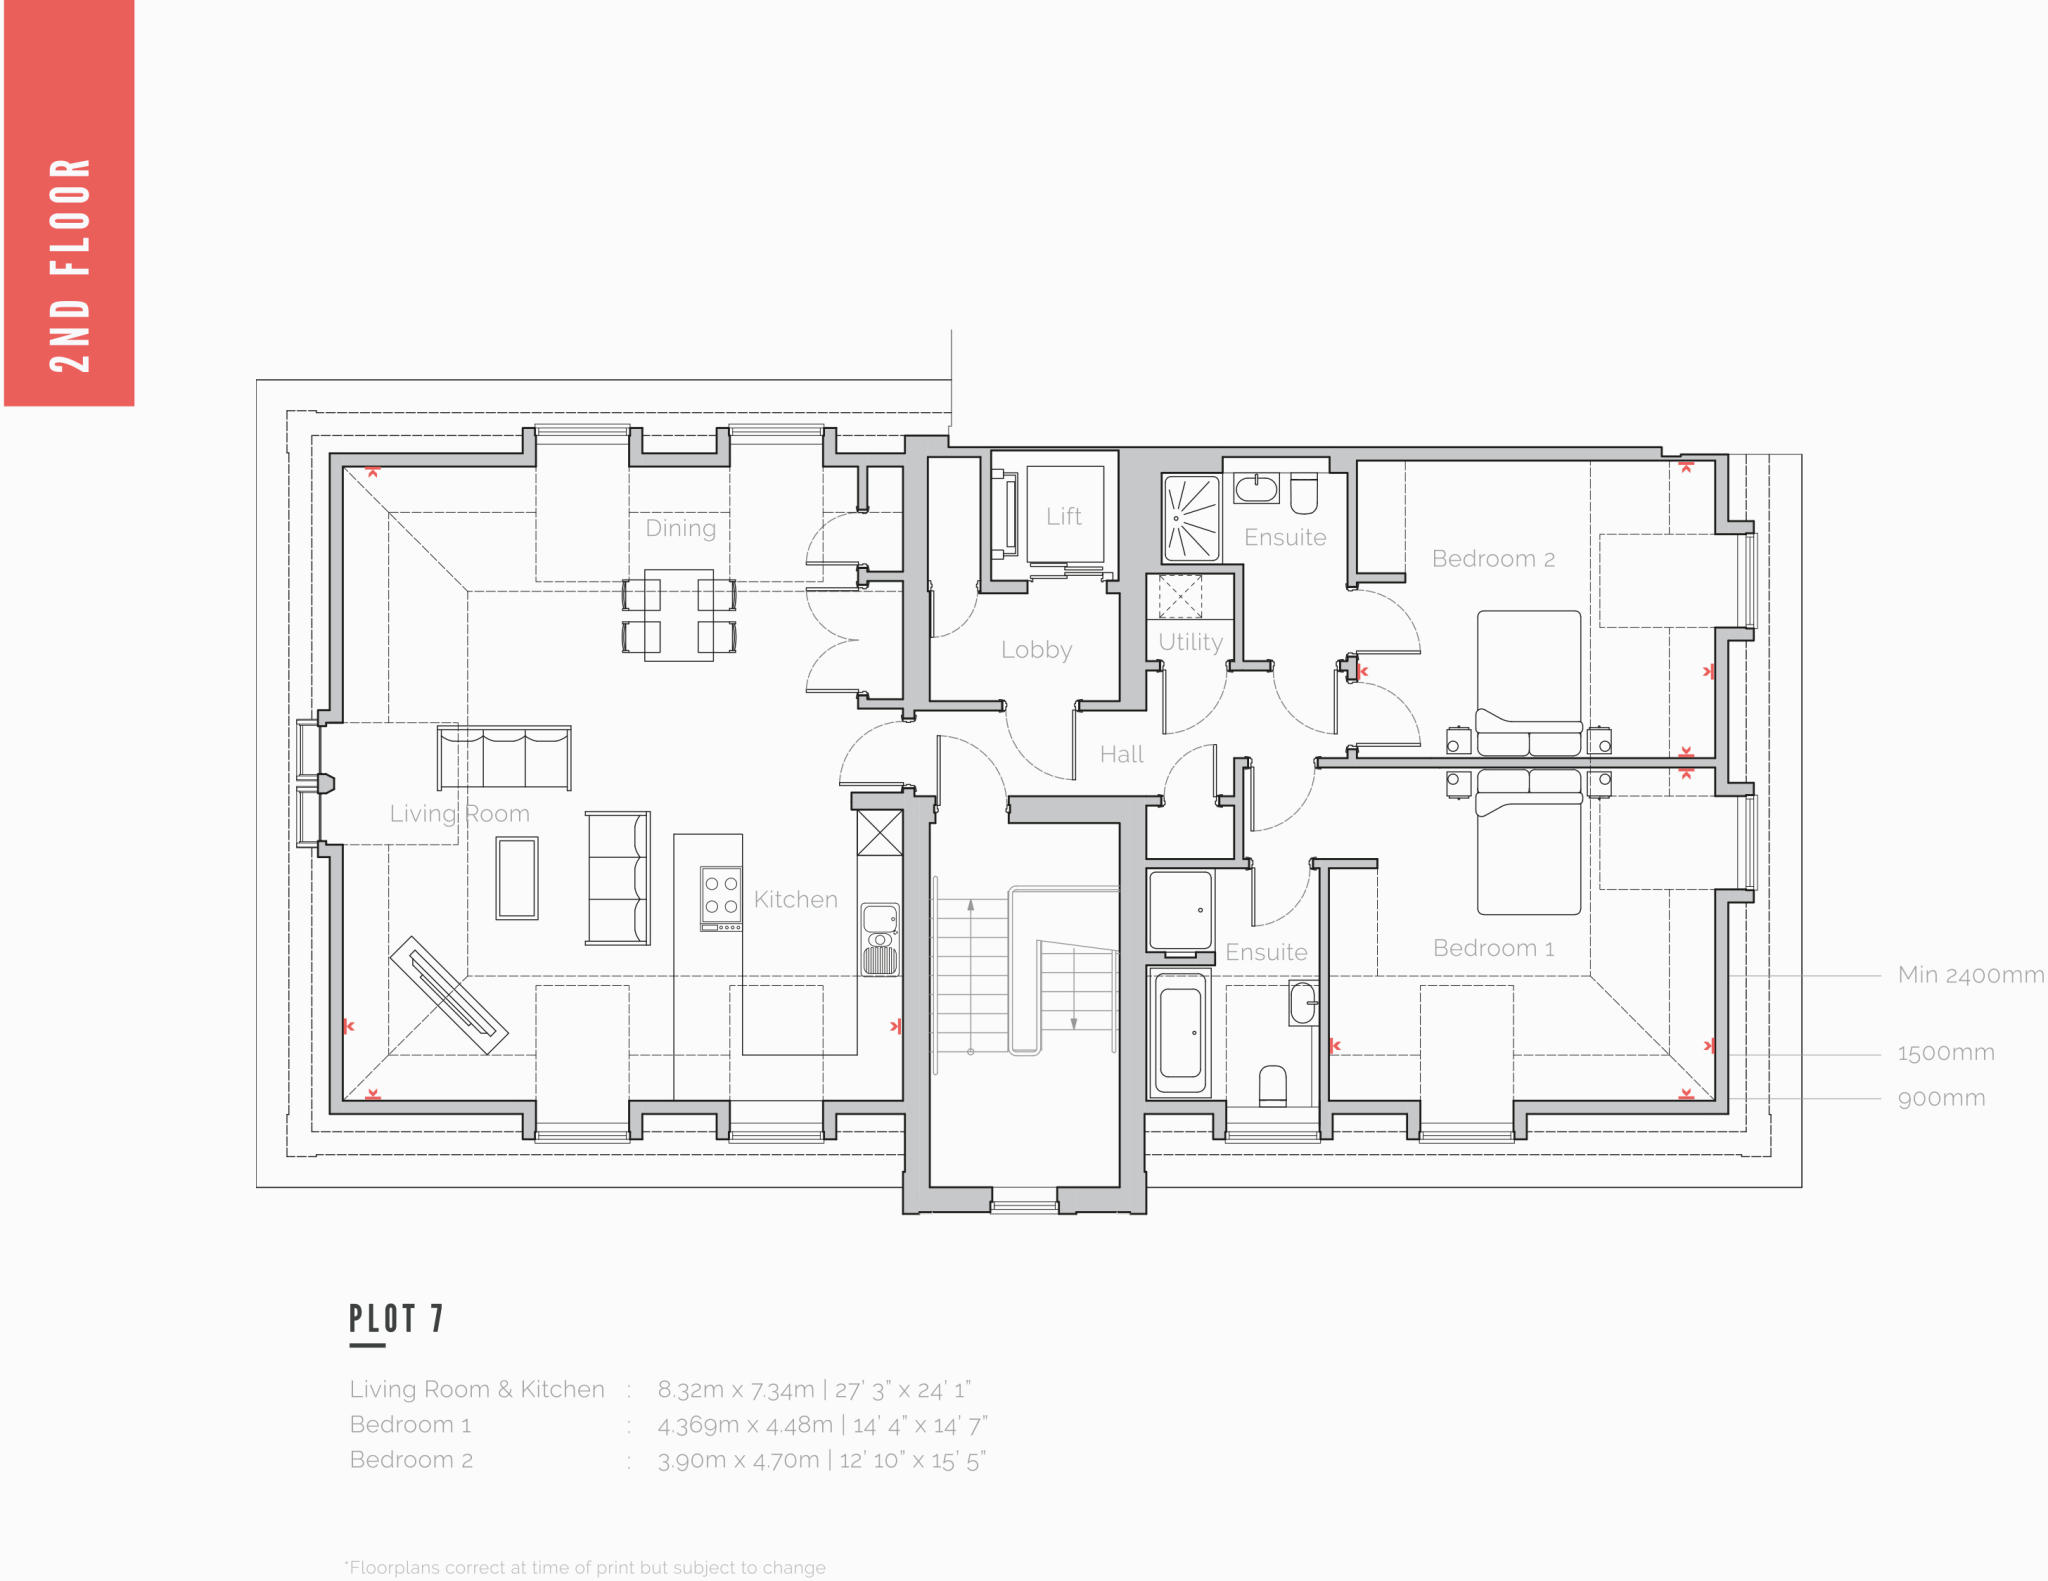 2ND FLOOR
Dining
Lift
Ensuite
Bedroom 2
Lobby
Utility
Hall
Living Room
Kitchen
Ensuite
Bedroom 1
Min 2400mm
1500mm
900mm
PLOT 7
Living Room & Kitchen : 8.32m x 7.34m | 27' 3" x 24' 1"
Bedroom 1 : 4.369m x 4.48m | 14' 4" x 14' 7"
Bedroom 2 : 3.90m x 4.70m | 12' 10" x 15' 5"
*Floorplans correct at time of print but subject to change